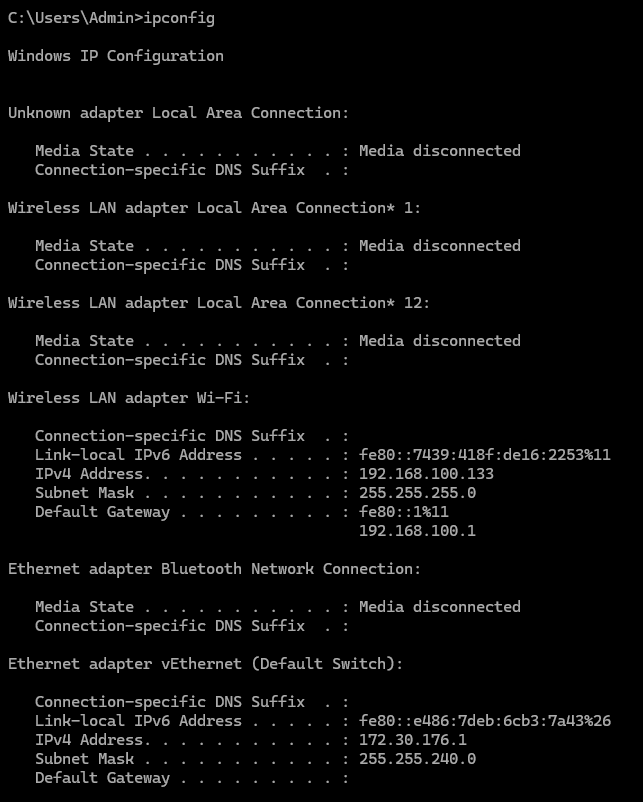 C:\Users\Admin>ipconfig
Windows IP Configuration
Unknown adapter Local Area Connection:
Media State . . . . . . . . . . . : Media disconnected
Connection-specific DNS Suffix  . :
Wireless LAN adapter Local Area Connection* 1:
Media State . . . . . . . . . . . : Media disconnected
Connection-specific DNS Suffix  . :
Wireless LAN adapter Local Area Connection* 12:
Media State . . . . . . . . . . . : Media disconnected
Connection-specific DNS Suffix  . :
Wireless LAN adapter Wi-Fi:
Connection-specific DNS Suffix  . :
Link-local IPv6 Address . . . . . : fe80::7439:418f:de16:2253%11
IPv4 Address. . . . . . . . . . . : 192.168.100.133
Subnet Mask . . . . . . . . . . . : 255.255.255.0
Default Gateway . . . . . . . . . : fe80::1%11
192.168.100.1
Ethernet adapter Bluetooth Network Connection:
Media State . . . . . . . . . . . : Media disconnected
Connection-specific DNS Suffix  . :
Ethernet adapter vEthernet (Default Switch):
Connection-specific DNS Suffix  . :
Link-local IPv6 Address . . . . . : fe80::e486:7deb:6cb3:7a43%26
IPv4 Address. . . . . . . . . . . : 172.30.176.1
Subnet Mask . . . . . . . . . . . : 255.255.240.0
Default Gateway . . . . . . . . . :